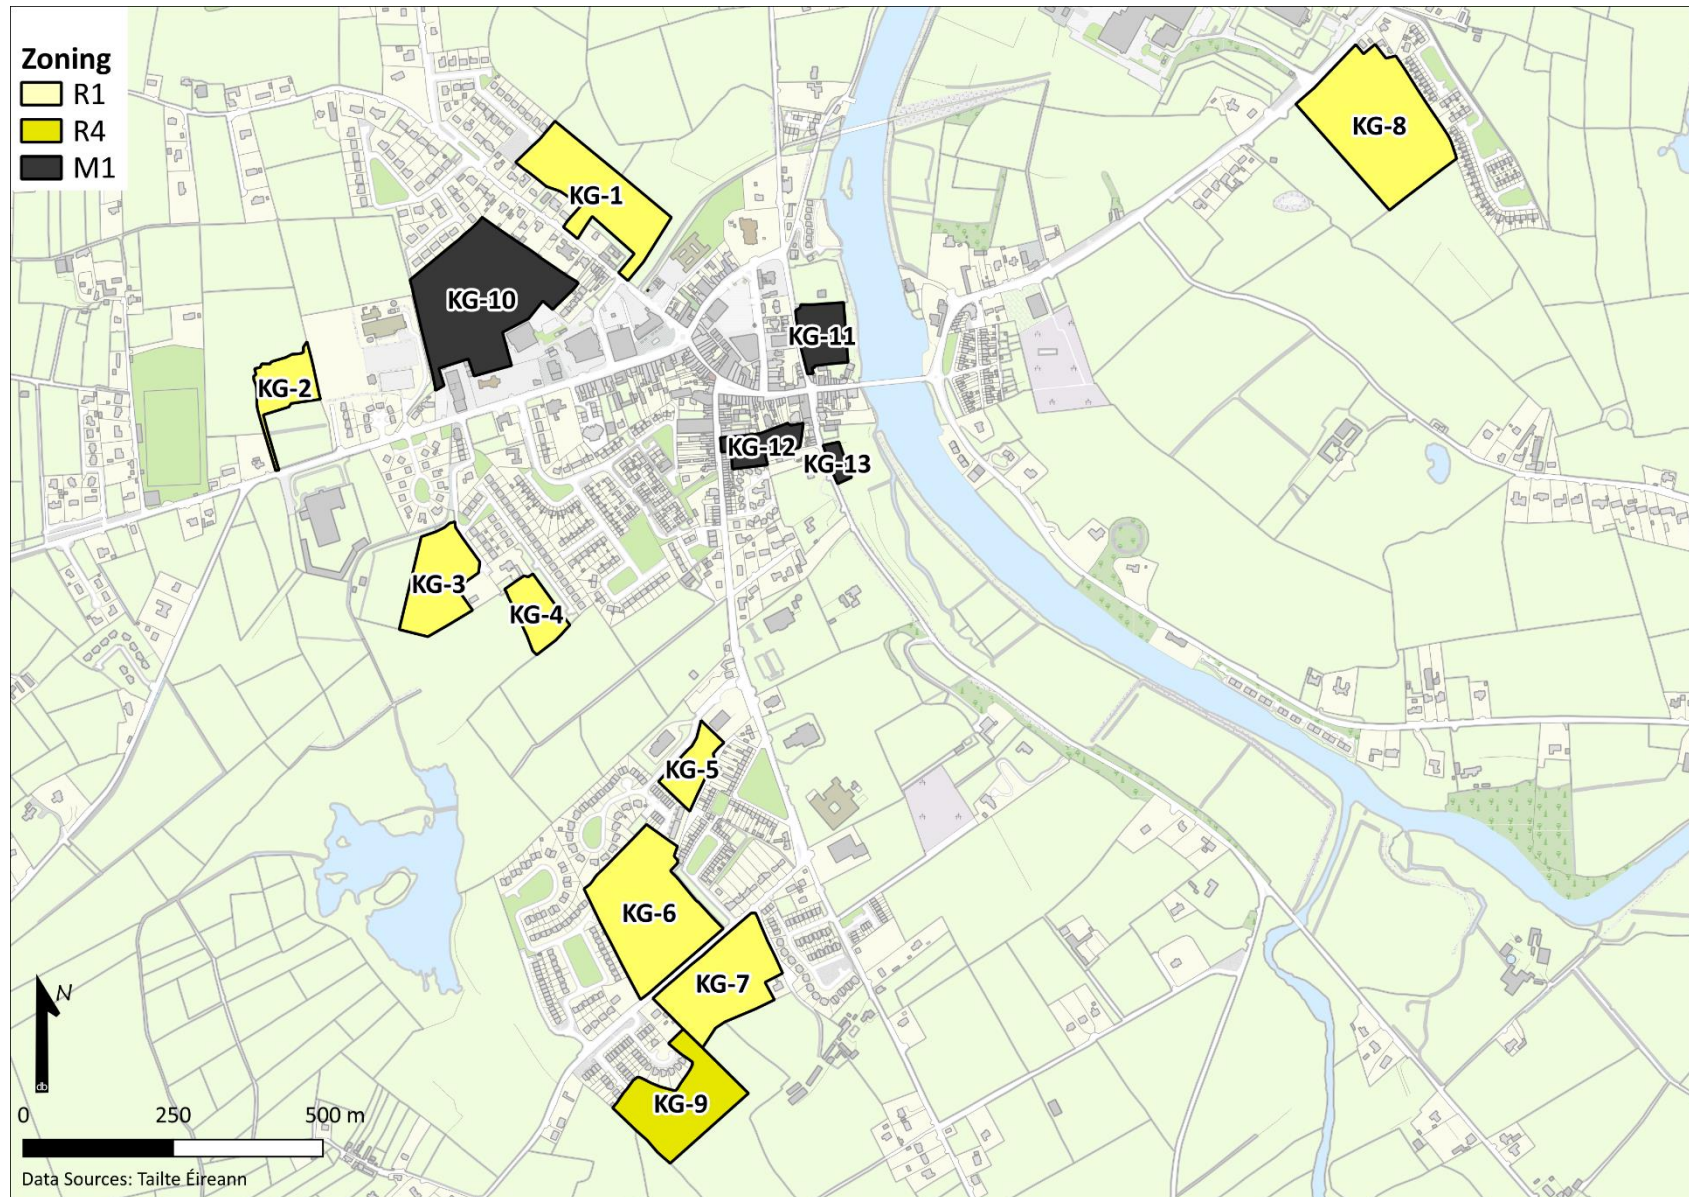 Zoning
R1
R4
M1
KG-8
KG-1
KG-10
KG-11
KG-2
KG-12
KG-13
KG-3
KG-4
KG-5
KG-6
KG-7
KG-9
N
db
0 250 500 m
Data Sources: Tailte Éireann